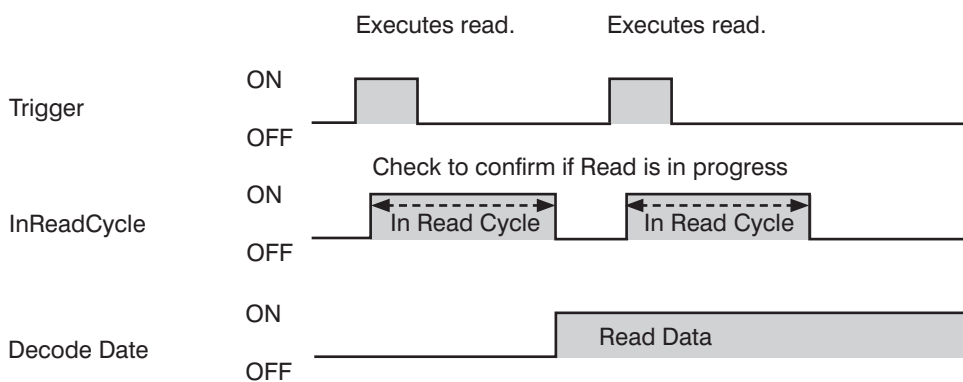 Executes read. Executes read.
ON
Trigger
OFF
Check to confirm if Read is in progress
ON
InReadCycle
In Read Cycle In Read Cycle
OFF
ON
Read Data
Decode Date
OFF